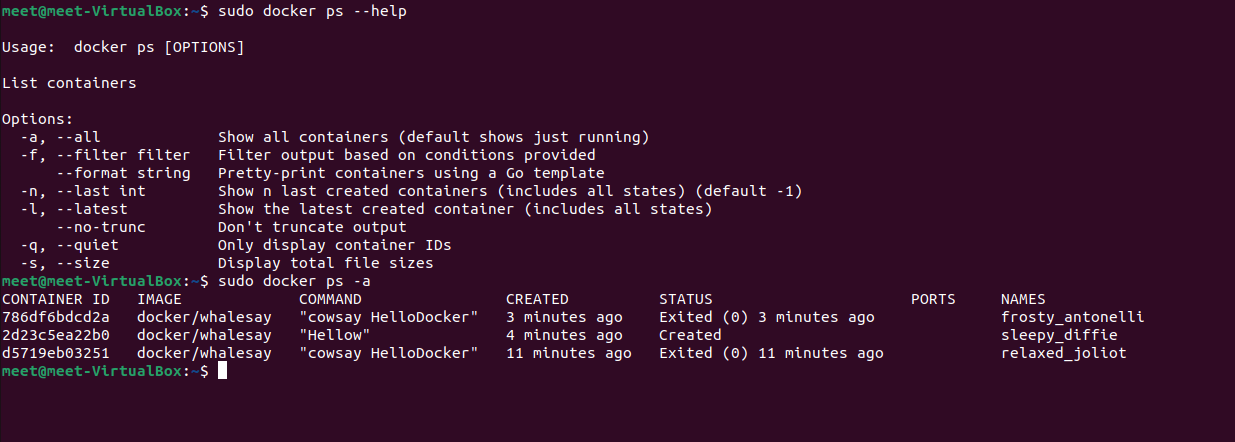 meet@meet-VirtualBox:~$ sudo docker ps --help
Usage:  docker ps [OPTIONS]
List containers
Options:
  -a, --all             Show all containers (default shows just running)
  -f, --filter filter   Filter output based on conditions provided
      --format string   Pretty-print containers using a Go template
  -n, --last int        Show n last created containers (includes all states) (default -1)
  -l, --latest          Show the latest created container (includes all states)
      --no-trunc        Don't truncate output
  -q, --quiet           Only display container IDs
  -s, --size            Display total file sizes
meet@meet-VirtualBox:~$ sudo docker ps -a
CONTAINER ID   IMAGE             COMMAND                CREATED          STATUS                      PORTS     NAMES
786df6bdcd2a   docker/whalesay   "cowsay HelloDocker"   3 minutes ago    Exited (0) 3 minutes ago              frosty_antonelli
2d23c5ea22b0   docker/whalesay   "Hellow"               4 minutes ago    Created                               sleepy_diffie
d5719eb03251   docker/whalesay   "cowsay HelloDocker"   11 minutes ago   Exited (0) 11 minutes ago             relaxed_joliot
meet@meet-VirtualBox:~$